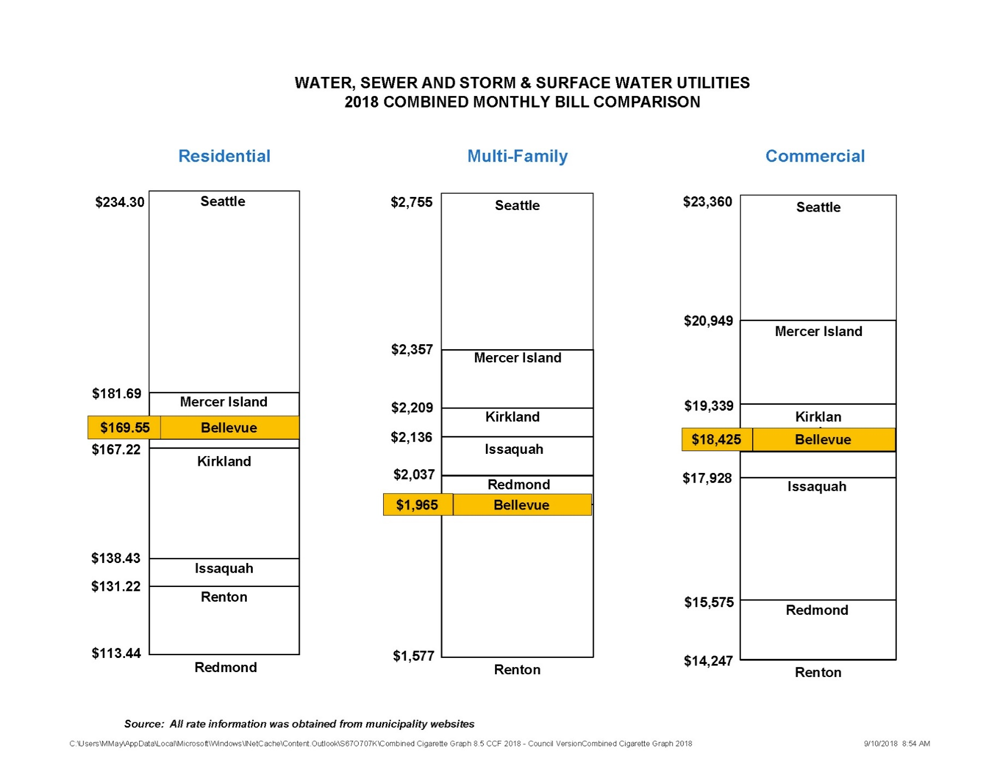 WATER, SEWER AND STORM & SURFACE WATER UTILITIES
2018 COMBINED MONTHLY BILL COMPARISON
Residential
$234.30 Seattle
$181.69
Mercer Island
$169.55 Bellevue
$167.22
Kirkland
$138.43
Issaquah
$131.22
Renton
$113.44
Redmond
Multi-Family
$2,755 Seattle
$2,357
Mercer Island
$2,209
Kirkland
$2,136
Issaquah
$2,037
Redmond
$1,965 Bellevue
$1,577
Renton
Commercial
$23,360 Seattle
$20,949
Mercer Island
$19,339
Kirklan
$18,425 Bellevue
$17,928
Issaquah
$15,575
Redmond
$14,247
Renton
Source: All rate information was obtained from municipality websites
C:\Users\MMay\AppData\Local\Microsoft\Windows\INetCache\Content.Outlook\S67O707K\Combined Cigarette Graph 8.5 CCF 2018 - Council VersionCombined Cigarette Graph 2018
9/10/2018 8:54 AM